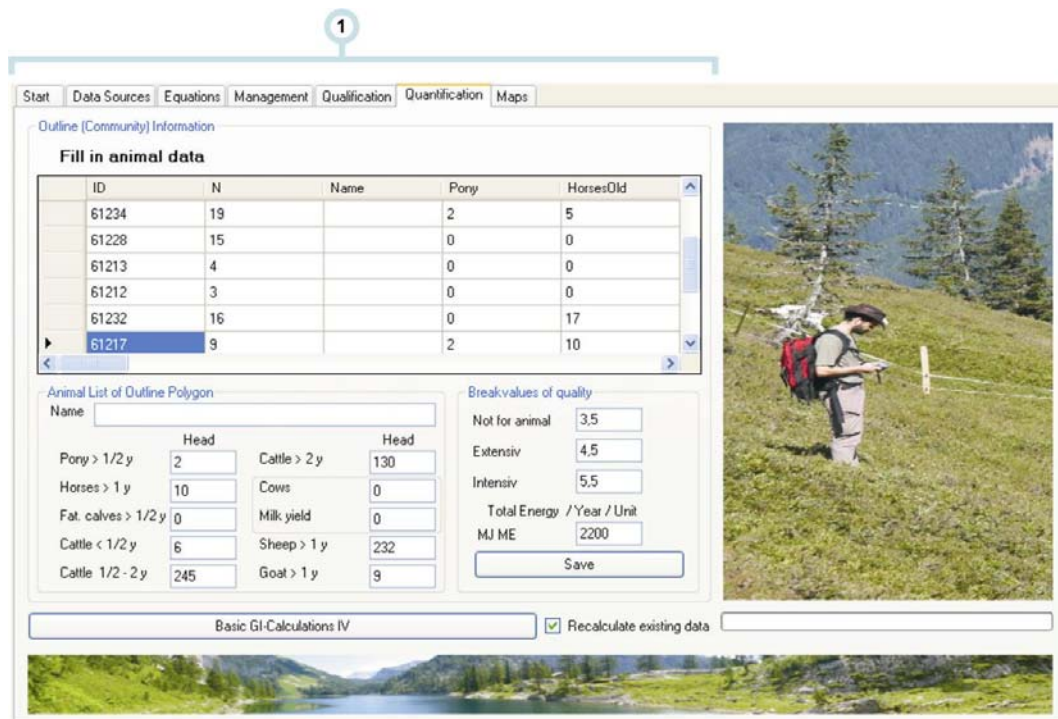 1
Start Data Sources Equations Management Qualification Quantification Maps
Outline (Community) Information
Fill in animal data
ID N Name Pony HorsesOld
61234 19 2 5
61228 15 0 0
61213 4 0 0
61212 3 0 0
61232 16 0 17
61217 9 2 10
Animal List of Outline Polygon
Name
Head Head
Pony > 1/2 y 2 Cattle > 2 y 130
Horses > 1 y 10 Cows 0
Fat. calves > 1/2 y 0 Milk yield 0
Cattle < 1/2 y 6 Sheep > 1 y 232
Cattle 1/2 - 2 y 245 Goat > 1 y 9
Breakvalues of quality
Not for animal 3,5
Extensiv 4,5
Intensiv 5,5
Total Energy / Year / Unit
MJ ME 2200
Save
Basic GI-Calculations IV Recalculate existing data